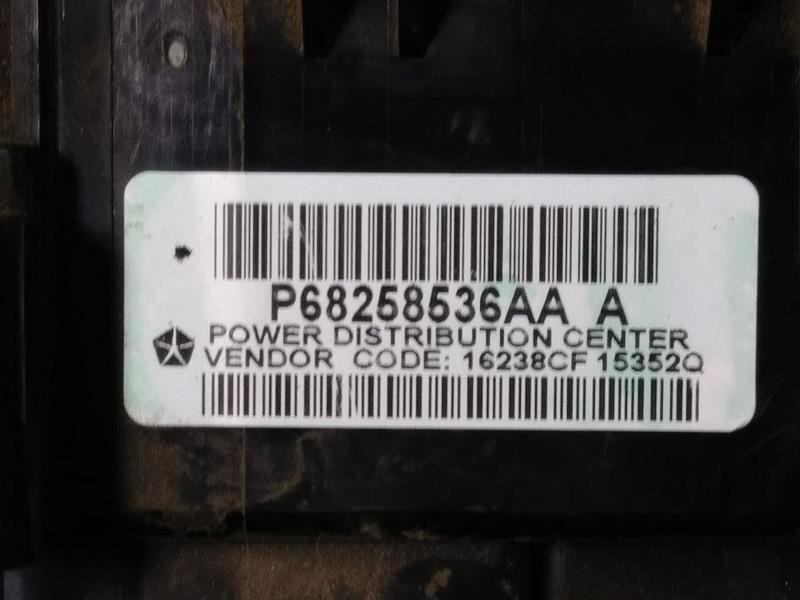 P68258536AA A
POWER DISTRIBUTION CENTER
VENDOR CODE: 16238CF 15352Q